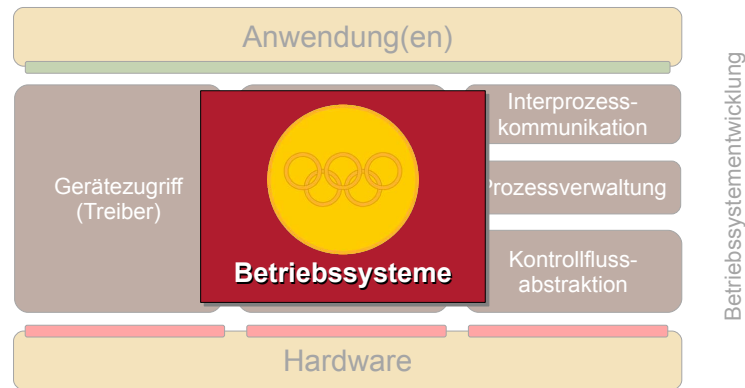 Anwendung(en)
Gerätezugriff
(Treiber)
Betriebssysteme
Interprozess-
kommunikation
Prozessverwaltung
Kontrollfluss-
abstraktion
Hardware
Betriebssystementwicklung